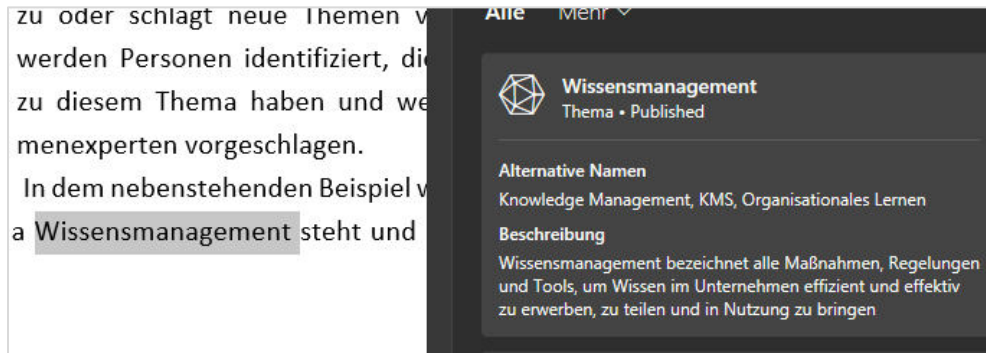 zu oder schlägt neue Themen v
werden Personen identifiziert, die
zu diesem Thema haben und we
menexperten vorgeschlagen.
In dem nebenstehenden Beispiel w
a Wissensmanagement steht und
Alle Mehr
Wissensmanagement
Thema • Published
Alternative Namen
Knowledge Management, KMS, Organisationales Lernen
Beschreibung
Wissensmanagement bezeichnet alle Maßnahmen, Regelungen
und Tools, um Wissen im Unternehmen effizient und effektiv
zu erwerben, zu teilen und in Nutzung zu bringen